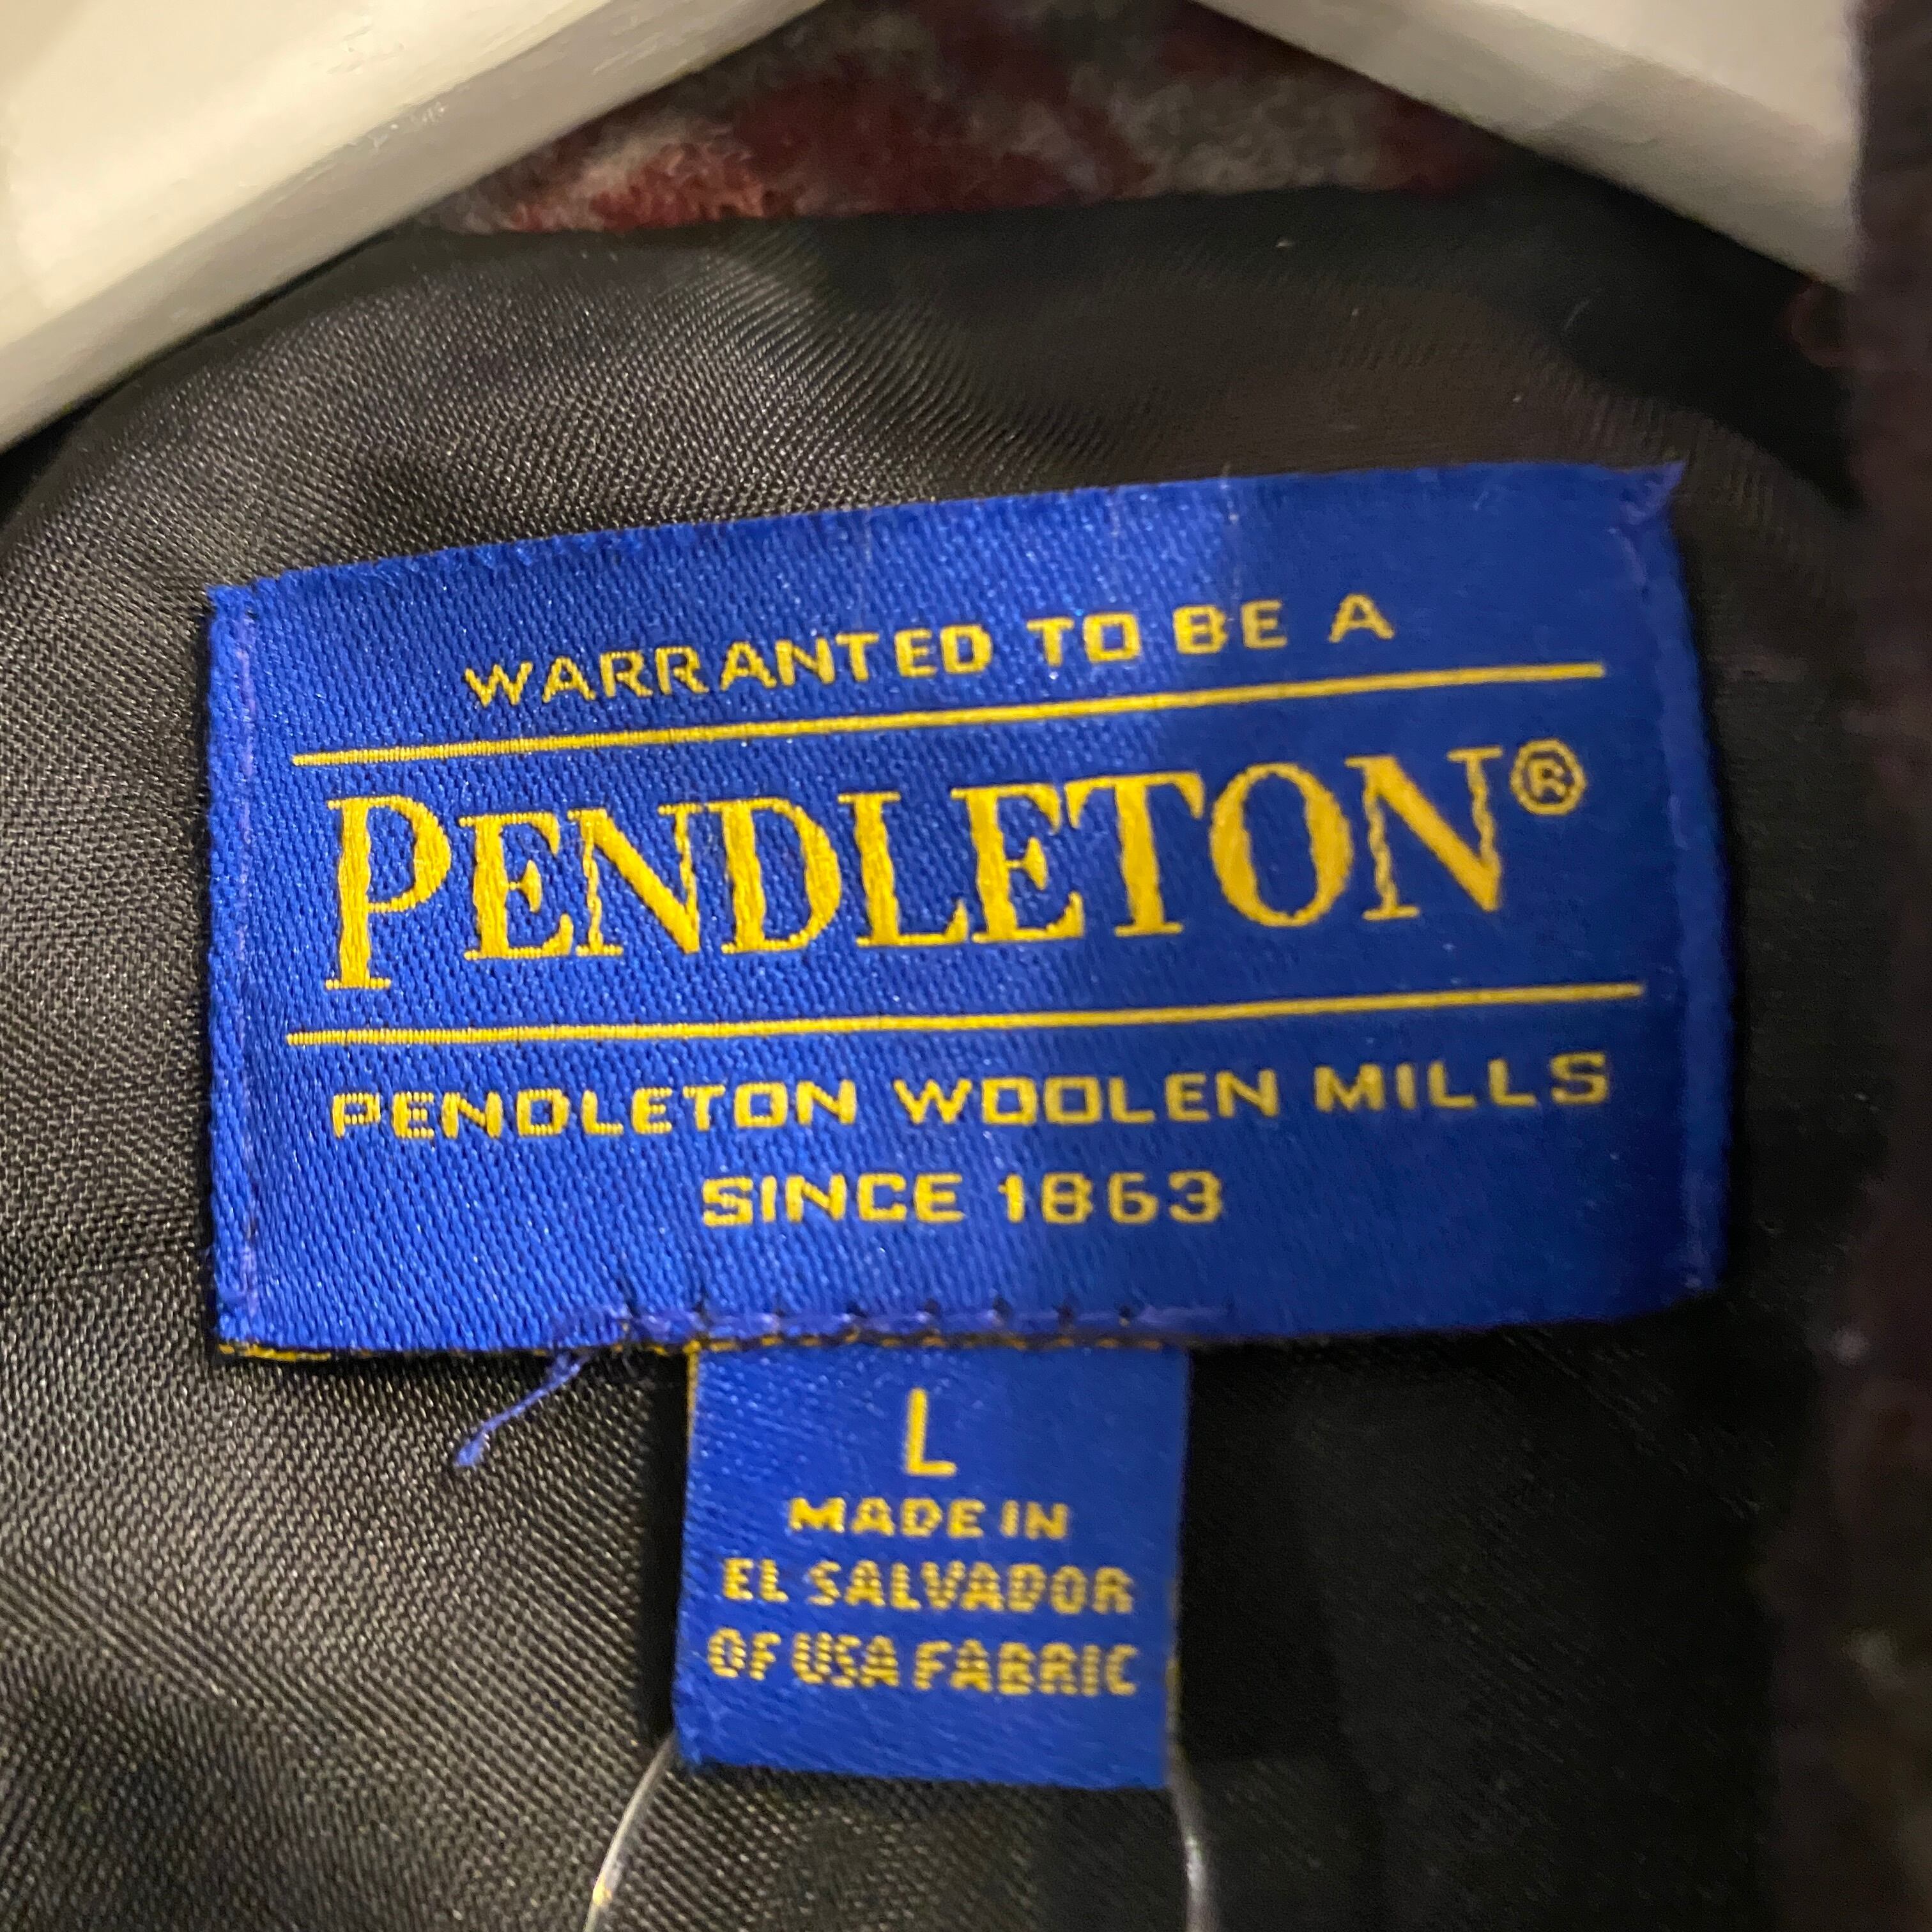 WARRANTED TO BE A
PENDLETON®
PENDLETON WOOLEN MILLS
SINCE 1863
L
MADE IN
EL SALVADOR
OF USA FABRIC